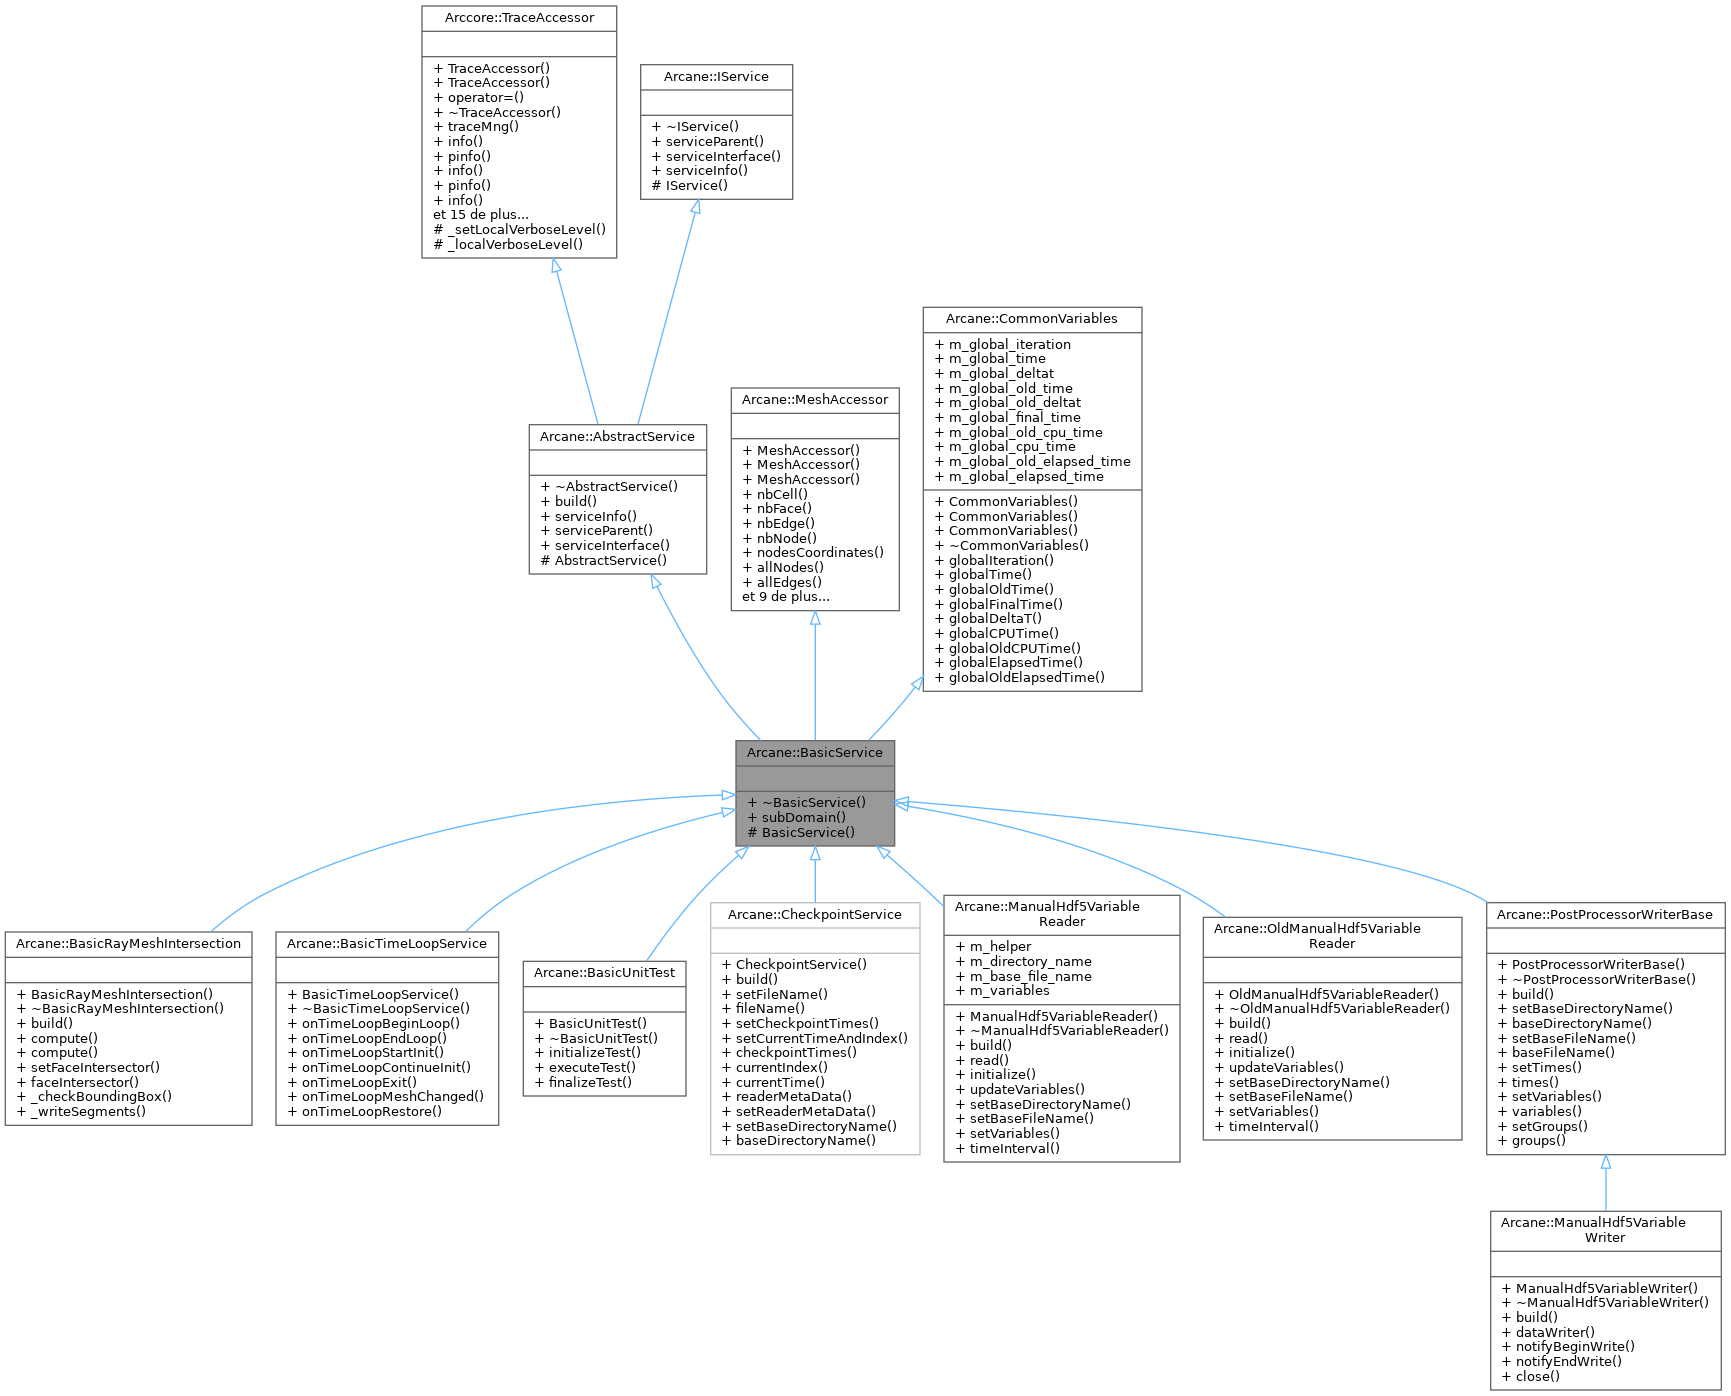 Arccore::TraceAccessor
+ TraceAccessor()
+ TraceAccessor()
+ operator=()
+ ~TraceAccessor()
+ traceMng()
+ info()
+ pinfo()
+ info()
+ pinfo()
+ info()
et 15 de plus...
# _setLocalVerboseLevel()
# _localVerboseLevel()
Arcane::IService
+ ~IService()
+ serviceParent()
+ serviceInterface()
+ serviceInfo()
# IService()
Arcane::CommonVariables
+ m_global_iteration
+ m_global_time
+ m_global_deltat
+ m_global_old_time
+ m_global_old_deltat
+ m_global_final_time
+ m_global_old_cpu_time
+ m_global_cpu_time
+ m_global_old_elapsed_time
+ m_global_elapsed_time
+ CommonVariables()
+ CommonVariables()
+ CommonVariables()
+ ~CommonVariables()
+ globalIteration()
+ globalTime()
+ globalOldTime()
+ globalFinalTime()
+ globalDeltaT()
+ globalCPUTime()
+ globalOldCPUTime()
+ globalElapsedTime()
+ globalOldElapsedTime()
Arcane::MeshAccessor
+ MeshAccessor()
+ MeshAccessor()
+ MeshAccessor()
+ nbCell()
+ nbFace()
+ nbEdge()
+ nbNode()
+ nodesCoordinates()
+ allNodes()
+ allEdges()
et 9 de plus...
Arcane::AbstractService
+ ~AbstractService()
+ build()
+ serviceInfo()
+ serviceParent()
+ serviceInterface()
# AbstractService()
Arcane::BasicService
+ ~BasicService()
+ subDomain()
# BasicService()
Arcane::BasicRayMeshIntersection
+ BasicRayMeshIntersection()
+ ~BasicRayMeshIntersection()
+ build()
+ compute()
+ compute()
+ setFaceIntersector()
+ faceIntersector()
+ _checkBoundingBox()
+ _writeSegments()
Arcane::BasicTimeLoopService
+ BasicTimeLoopService()
+ ~BasicTimeLoopService()
+ onTimeLoopBeginLoop()
+ onTimeLoopEndLoop()
+ onTimeLoopStartInit()
+ onTimeLoopContinueInit()
+ onTimeLoopExit()
+ onTimeLoopMeshChanged()
+ onTimeLoopRestore()
Arcane::BasicUnitTest
+ BasicUnitTest()
+ ~BasicUnitTest()
+ initializeTest()
+ executeTest()
+ finalizeTest()
Arcane::CheckpointService
+ CheckpointService()
+ build()
+ setFileName()
+ fileName()
+ setCheckpointTimes()
+ setCurrentTimeAndIndex()
+ checkpointTimes()
+ currentIndex()
+ currentTime()
+ readerMetaData()
+ setReaderMetaData()
+ setBaseDirectoryName()
+ baseDirectoryName()
Arcane::ManualHdf5Variable
Reader
+ m_helper
+ m_directory_name
+ m_base_file_name
+ m_variables
+ ManualHdf5VariableReader()
+ ~ManualHdf5VariableReader()
+ build()
+ read()
+ initialize()
+ updateVariables()
+ setBaseDirectoryName()
+ setBaseFileName()
+ setVariables()
+ timeInterval()
Arcane::OldManualHdf5Variable
Reader
+ OldManualHdf5VariableReader()
+ ~OldManualHdf5VariableReader()
+ build()
+ read()
+ initialize()
+ updateVariables()
+ setBaseDirectoryName()
+ setBaseFileName()
+ setVariables()
+ timeInterval()
Arcane::PostProcessorWriterBase
+ PostProcessorWriterBase()
+ ~PostProcessorWriterBase()
+ build()
+ setBaseDirectoryName()
+ baseDirectoryName()
+ setBaseFileName()
+ baseFileName()
+ setTimes()
+ times()
+ setVariables()
+ variables()
+ setGroups()
+ groups()
Arcane::ManualHdf5Variable
Writer
+ ManualHdf5VariableWriter()
+ ~ManualHdf5VariableWriter()
+ build()
+ dataWriter()
+ notifyBeginWrite()
+ notifyEndWrite()
+ close()